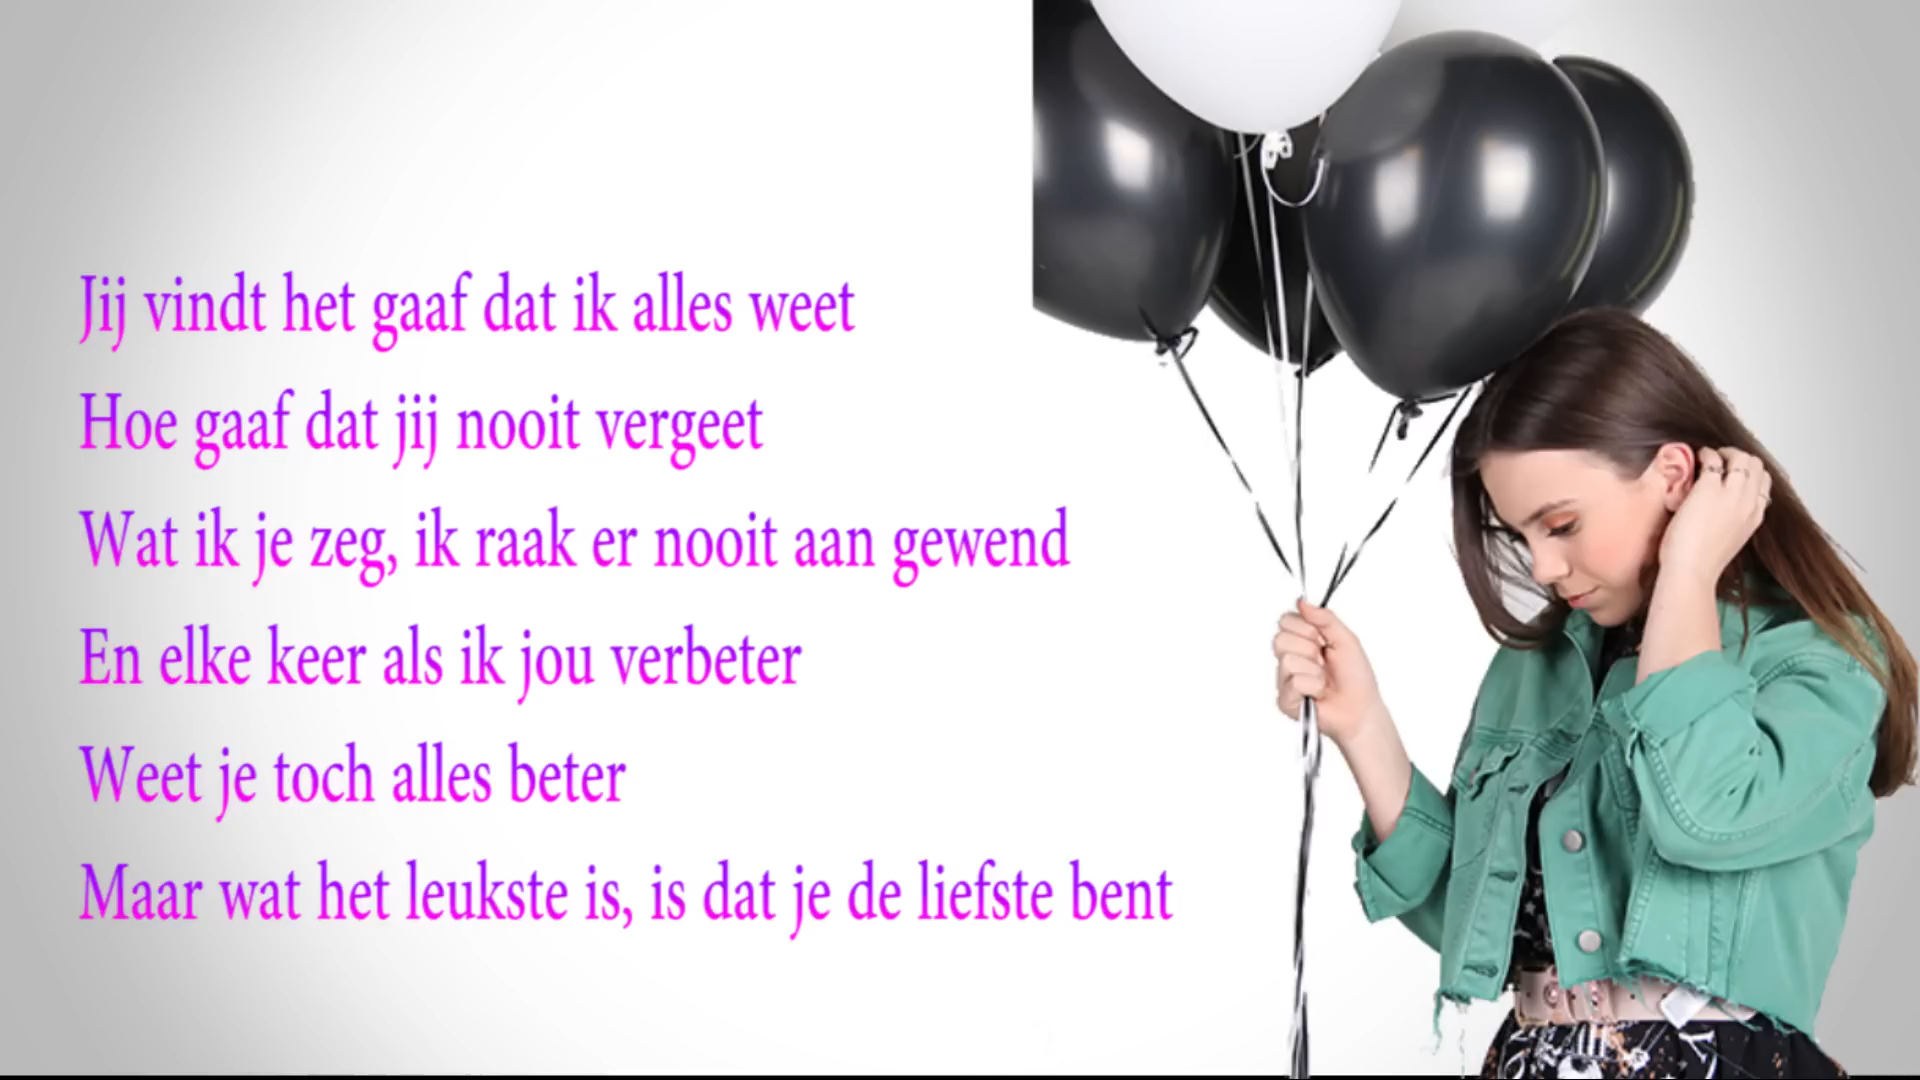 Jij vindt het gaaf dat ik alles weet
Hoe gaaf dat jij nooit vergeet
Wat ik je zeg, ik raak er nooit aan gewend
En elke keer als ik jou verbeter
Weet je toch alles beter
Maar wat het leukste is, is dat je de liefste bent